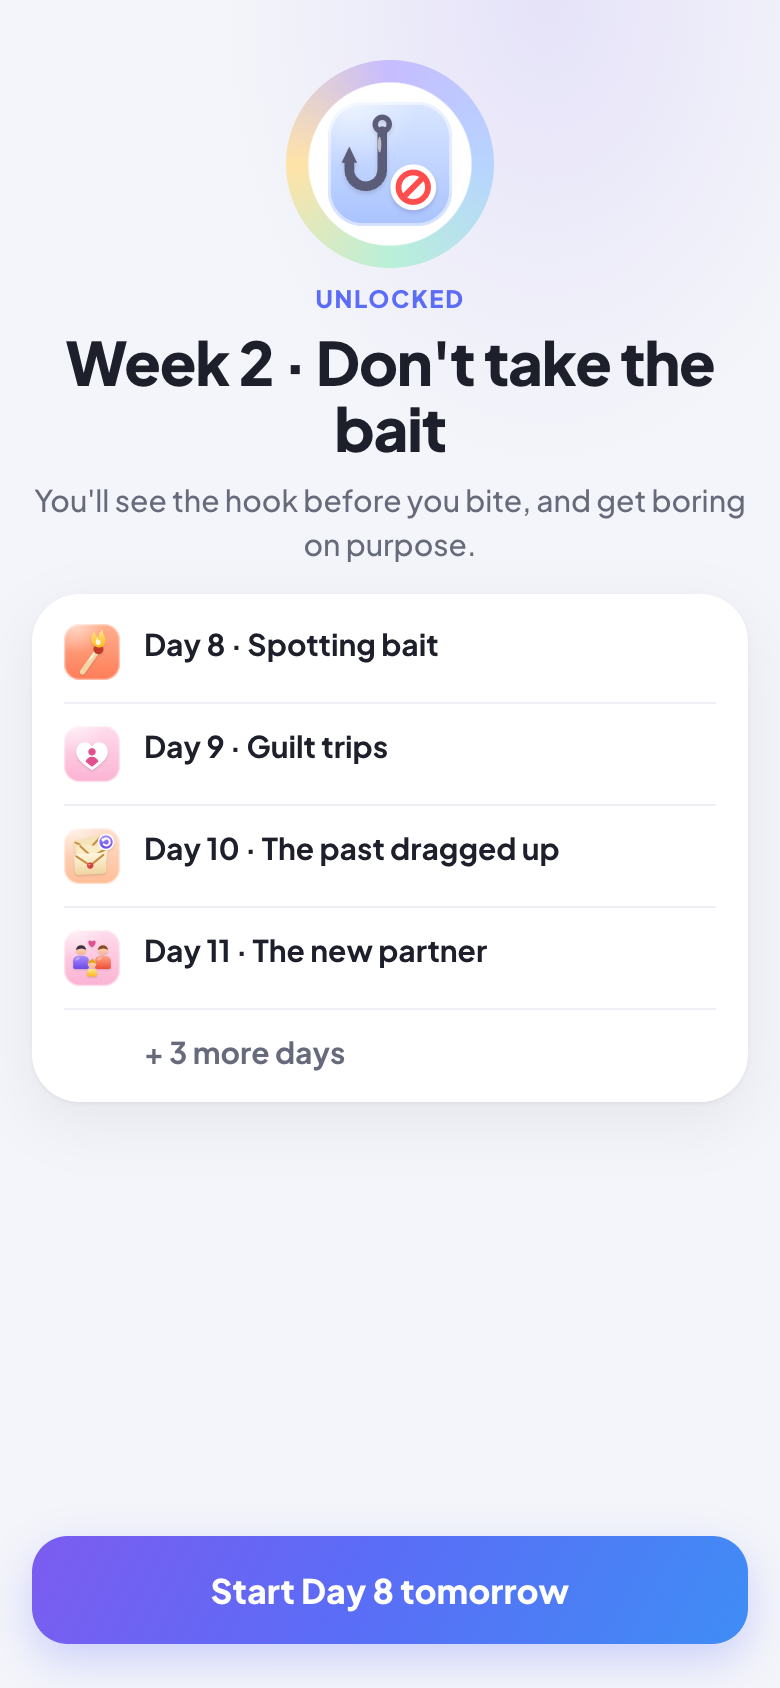 UNLOCKED
Week 2 · Don't take the
bait
You'll see the hook before you bite, and get boring
on purpose.
Day 8 · Spotting bait
Day 9 · Guilt trips
Day 10 · The past dragged up
Day 11 · The new partner
+ 3 more days
Start Day 8 tomorrow